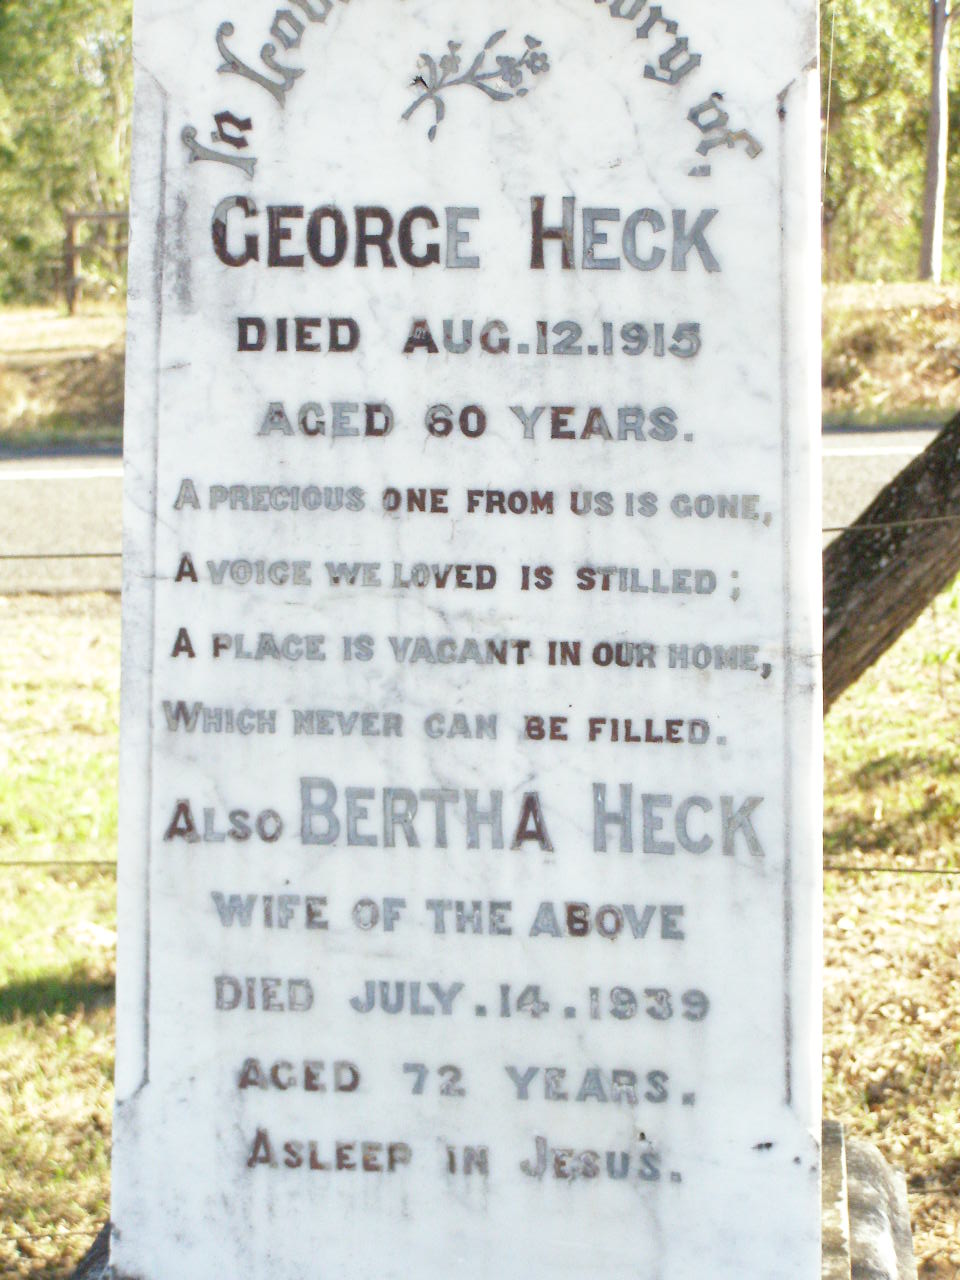 In Loving Memory of
GEORGE HECK
DIED AUG.12.1915
AGED 60 YEARS.
A PRECIOUS ONE FROM US IS GONE,
A VOICE WE LOVED IS STILLED;
A PLACE IS VACANT IN OUR HOME,
WHICH NEVER CAN BE FILLED.
ALSO BERTHA HECK
WIFE OF THE ABOVE
DIED JULY.14.1939
AGED 72 YEARS.
ASLEEP IN JESUS.